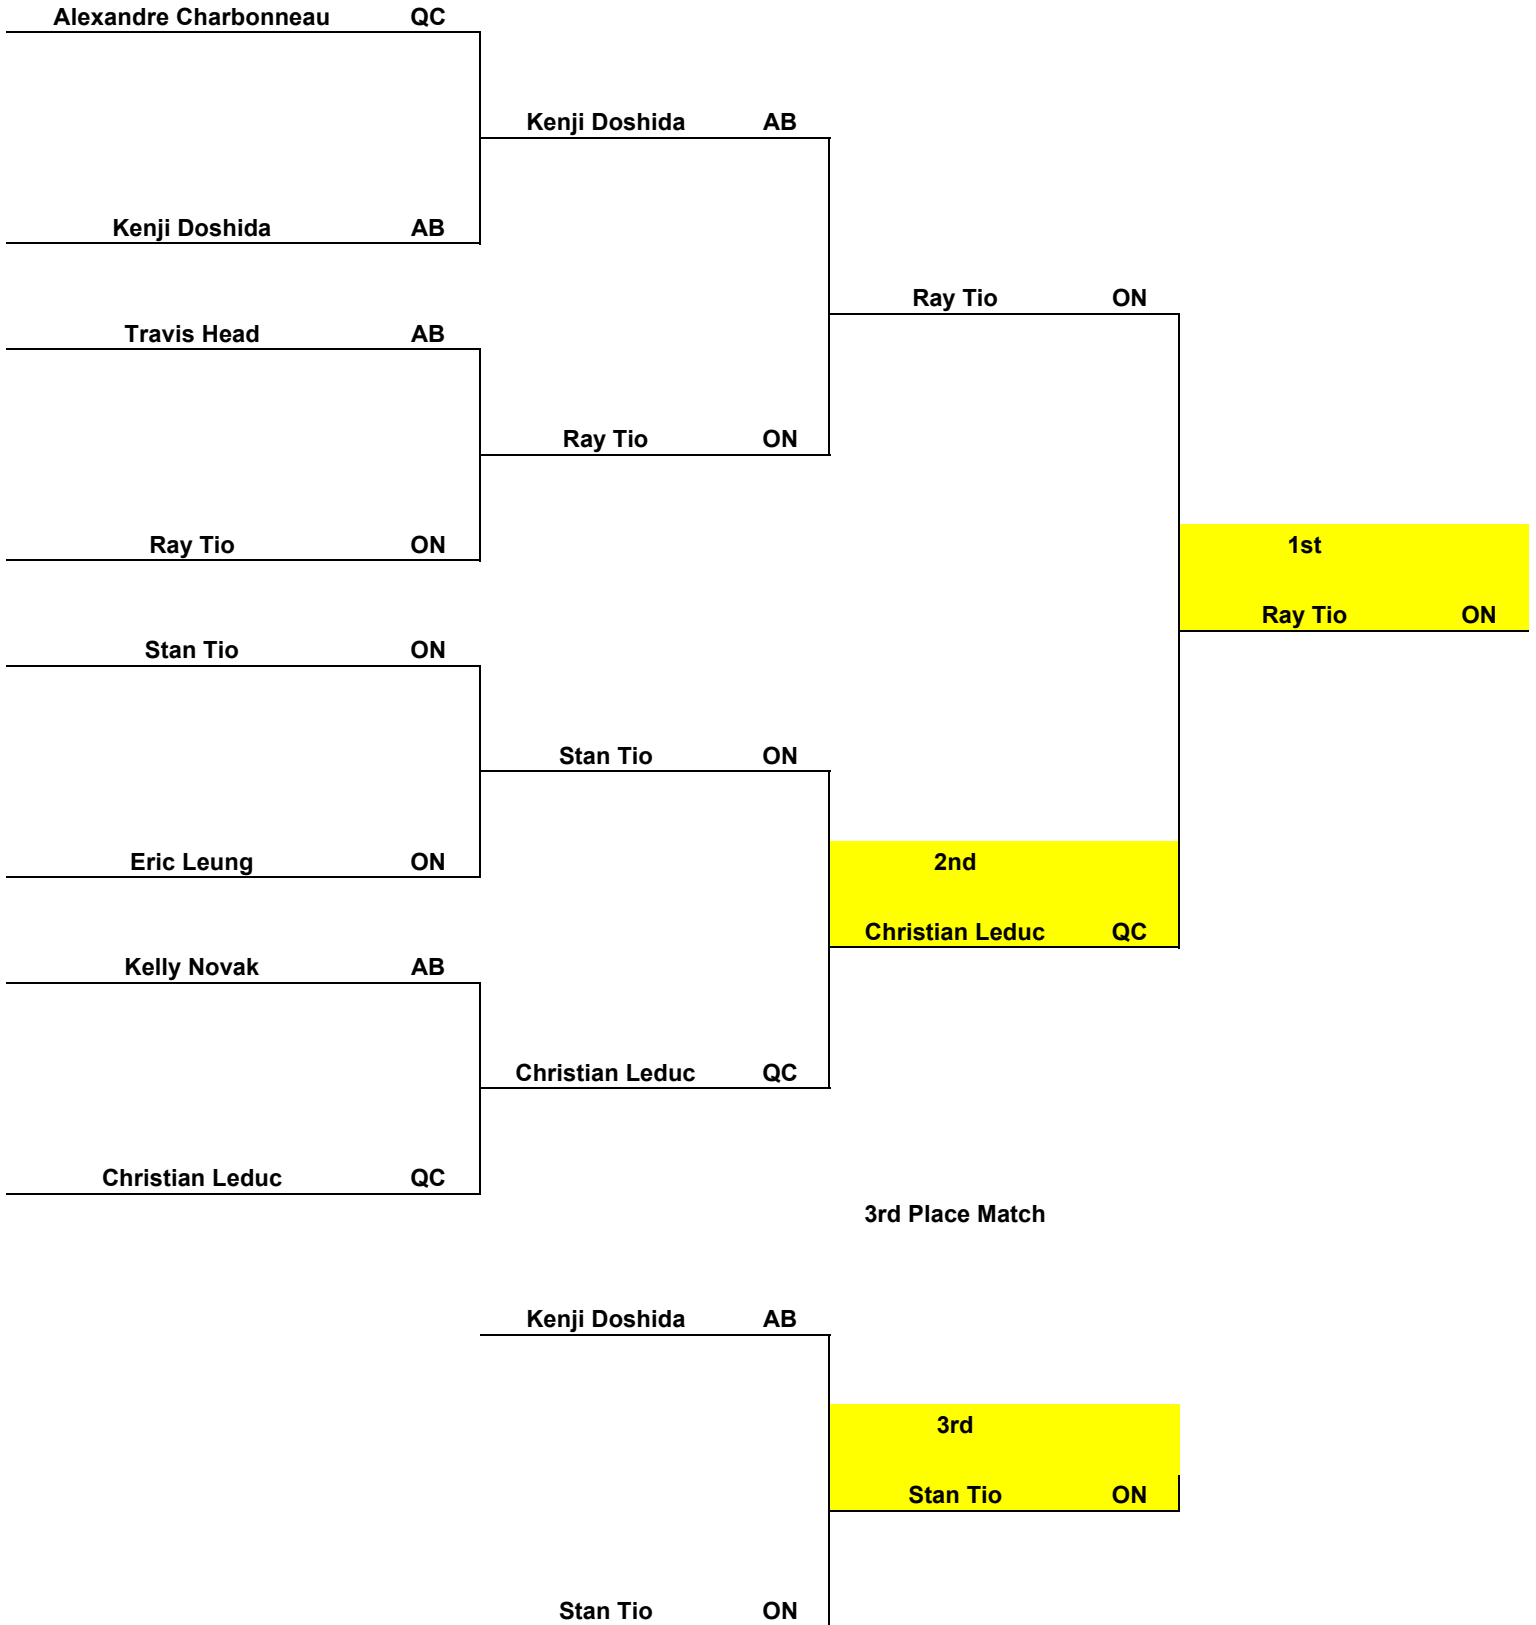 Alexandre Charbonneau QC
Kenji Doshida AB
Kenji Doshida AB
Ray Tio ON
Travis Head AB
Ray Tio ON
Ray Tio ON
1st
Ray Tio ON
Stan Tio ON
Stan Tio ON
Eric Leung ON
2nd
Christian Leduc QC
Kelly Novak AB
Christian Leduc QC
Christian Leduc QC
3rd Place Match
Kenji Doshida AB
3rd
Stan Tio ON
Stan Tio ON